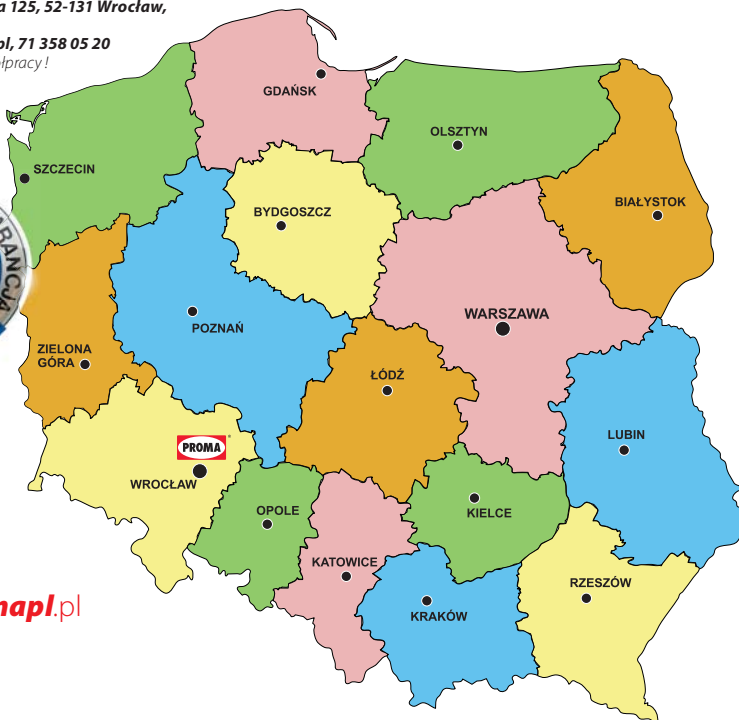 a 125, 52-131 Wrocław,
pl, 71 358 05 20
łpracy !
GDAŃSK
OLSZTYN
SZCZECIN
BIAŁYSTOK
BYDGOSZCZ
RANCJA
WARSZAWA
POZNAŃ
ZIELONA
GÓRA
ŁÓDŹ
LUBIN
PROMA
WROCŁAW
OPOLE
KIELCE
KATOWICE
RZESZÓW
KRAKÓW
napl.pl